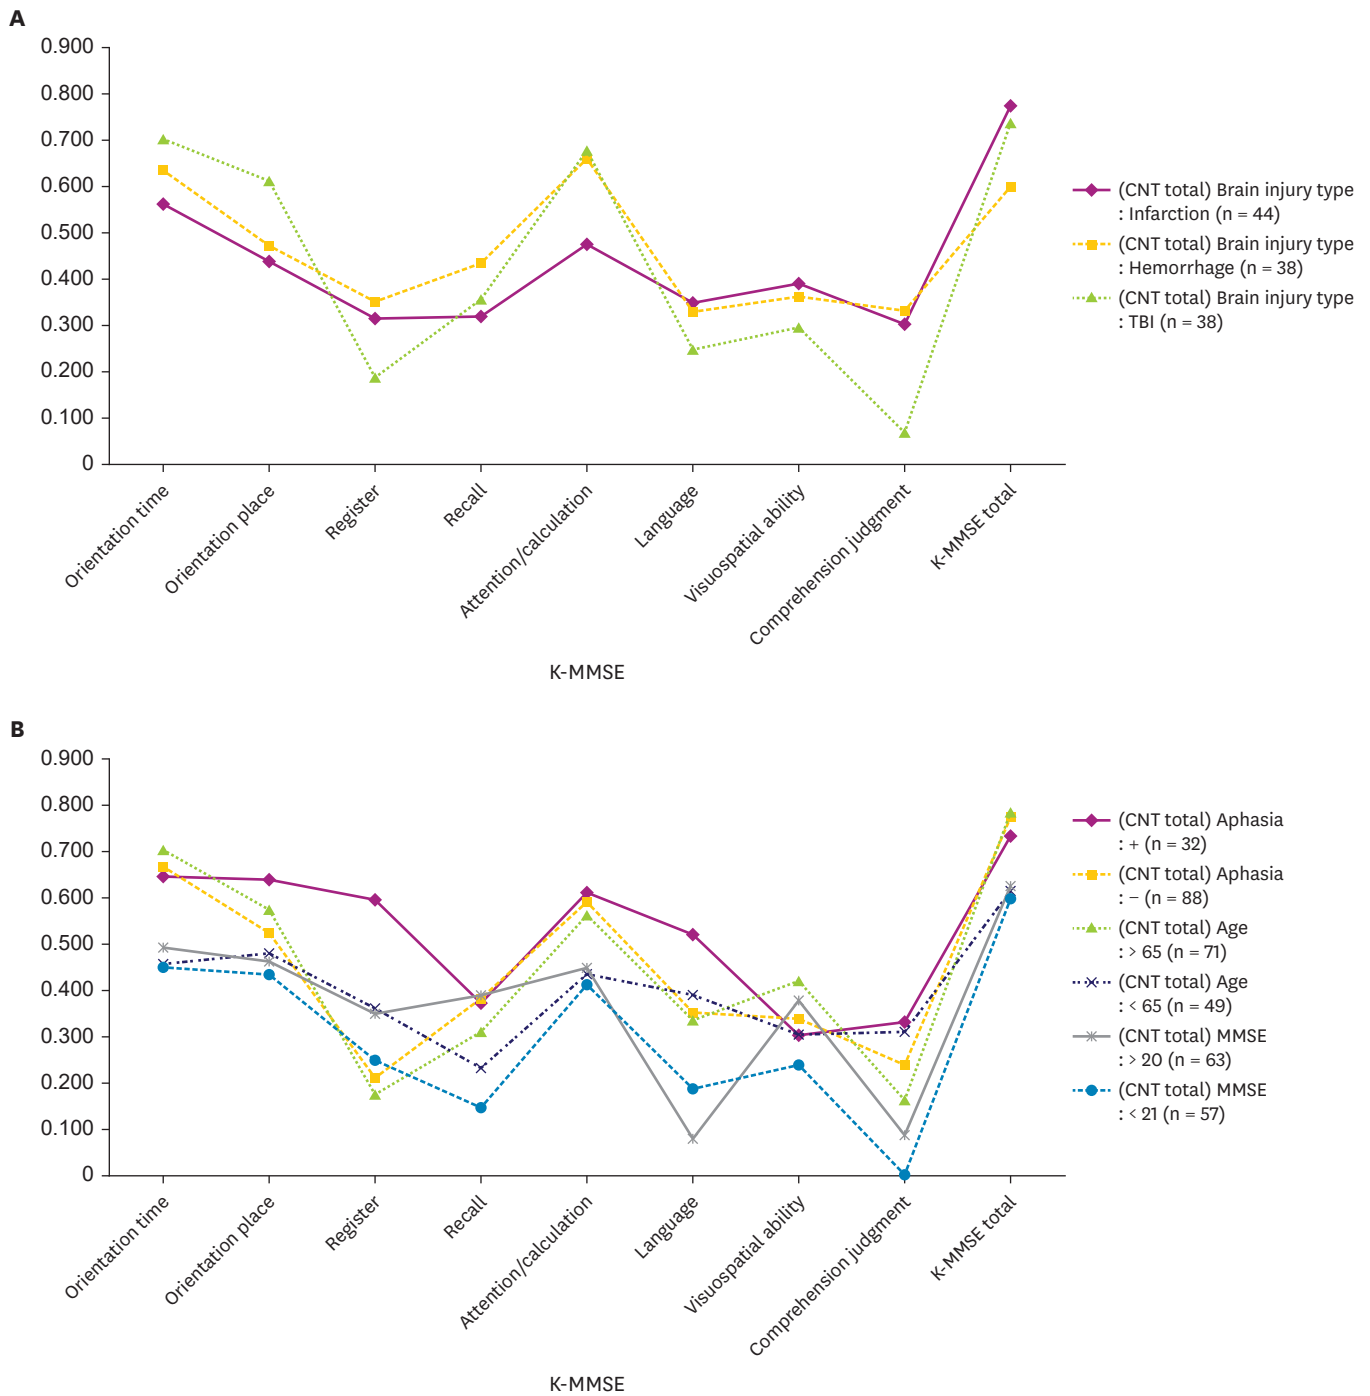 A
0.900
0.800
0.700
0.600
0.500
0.400
0.300
0.200
0.100
0
Orientation time
Orientation place
Register
Recall
Attention/calculation
Language
Visuospatial ability
Comprehension judgment
K-MMSE total
K-MMSE
(CNT total) Brain injury type
: Infarction (n = 44)
(CNT total) Brain injury type
: Hemorrhage (n = 38)
(CNT total) Brain injury type
: TBI (n = 38)
B
0.900
0.800
0.700
0.600
0.500
0.400
0.300
0.200
0.100
0
Orientation time
Orientation place
Register
Recall
Attention/calculation
Language
Visuospatial ability
Comprehension judgment
K-MMSE total
K-MMSE
(CNT total) Aphasia
: + (n = 32)
(CNT total) Aphasia
: − (n = 88)
(CNT total) Age
: > 65 (n = 71)
(CNT total) Age
: < 65 (n = 49)
(CNT total) MMSE
: > 20 (n = 63)
(CNT total) MMSE
: < 21 (n = 57)